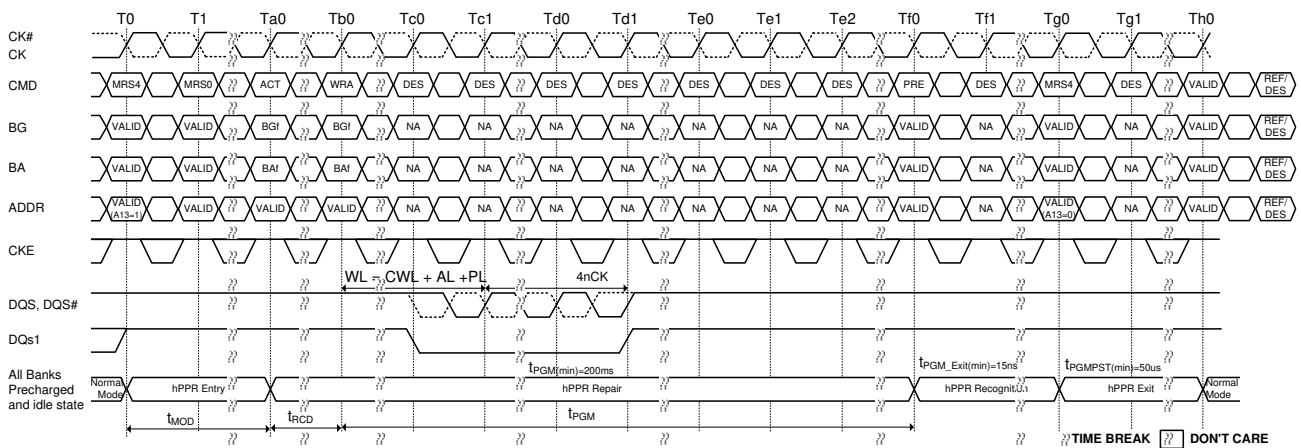 T0 T1 Ta0 Tb0 Tc0 Tc1 Td0 Td1 Te0 Te1 Te2 Tf0 Tf1 Tg0 Tg1 Th0
CK#
CK
CMD MRS4 MRS0 ACT WRA DES DES DES DES DES DES DES PRE DES MRS4 DES VALID REF/DES
BG VALID VALID BGf BGf NA NA NA NA NA NA NA VALID NA VALID NA VALID REF/DES
BA VALID VALID BAf BAf NA NA NA NA NA NA NA VALID NA VALID NA VALID REF/DES
ADDR VALID (A13=1) VALID VALID VALID NA NA NA NA NA NA NA VALID NA VALID (A13=0) NA VALID REF/DES
CKE
WL = CWL + AL +PL 4nCK
DQS, DQS#
DQs1
tPGM(min)=200ms tPGM_Exit(min)=15ns tPGMPST(min)=50us
All Banks
Precharged
and idle state
Normal Mode hPPR Entry hPPR Repair hPPR Recognition hPPR Exit Normal Mode
tMOD tRCD tPGM
TIME BREAK DON'T CARE